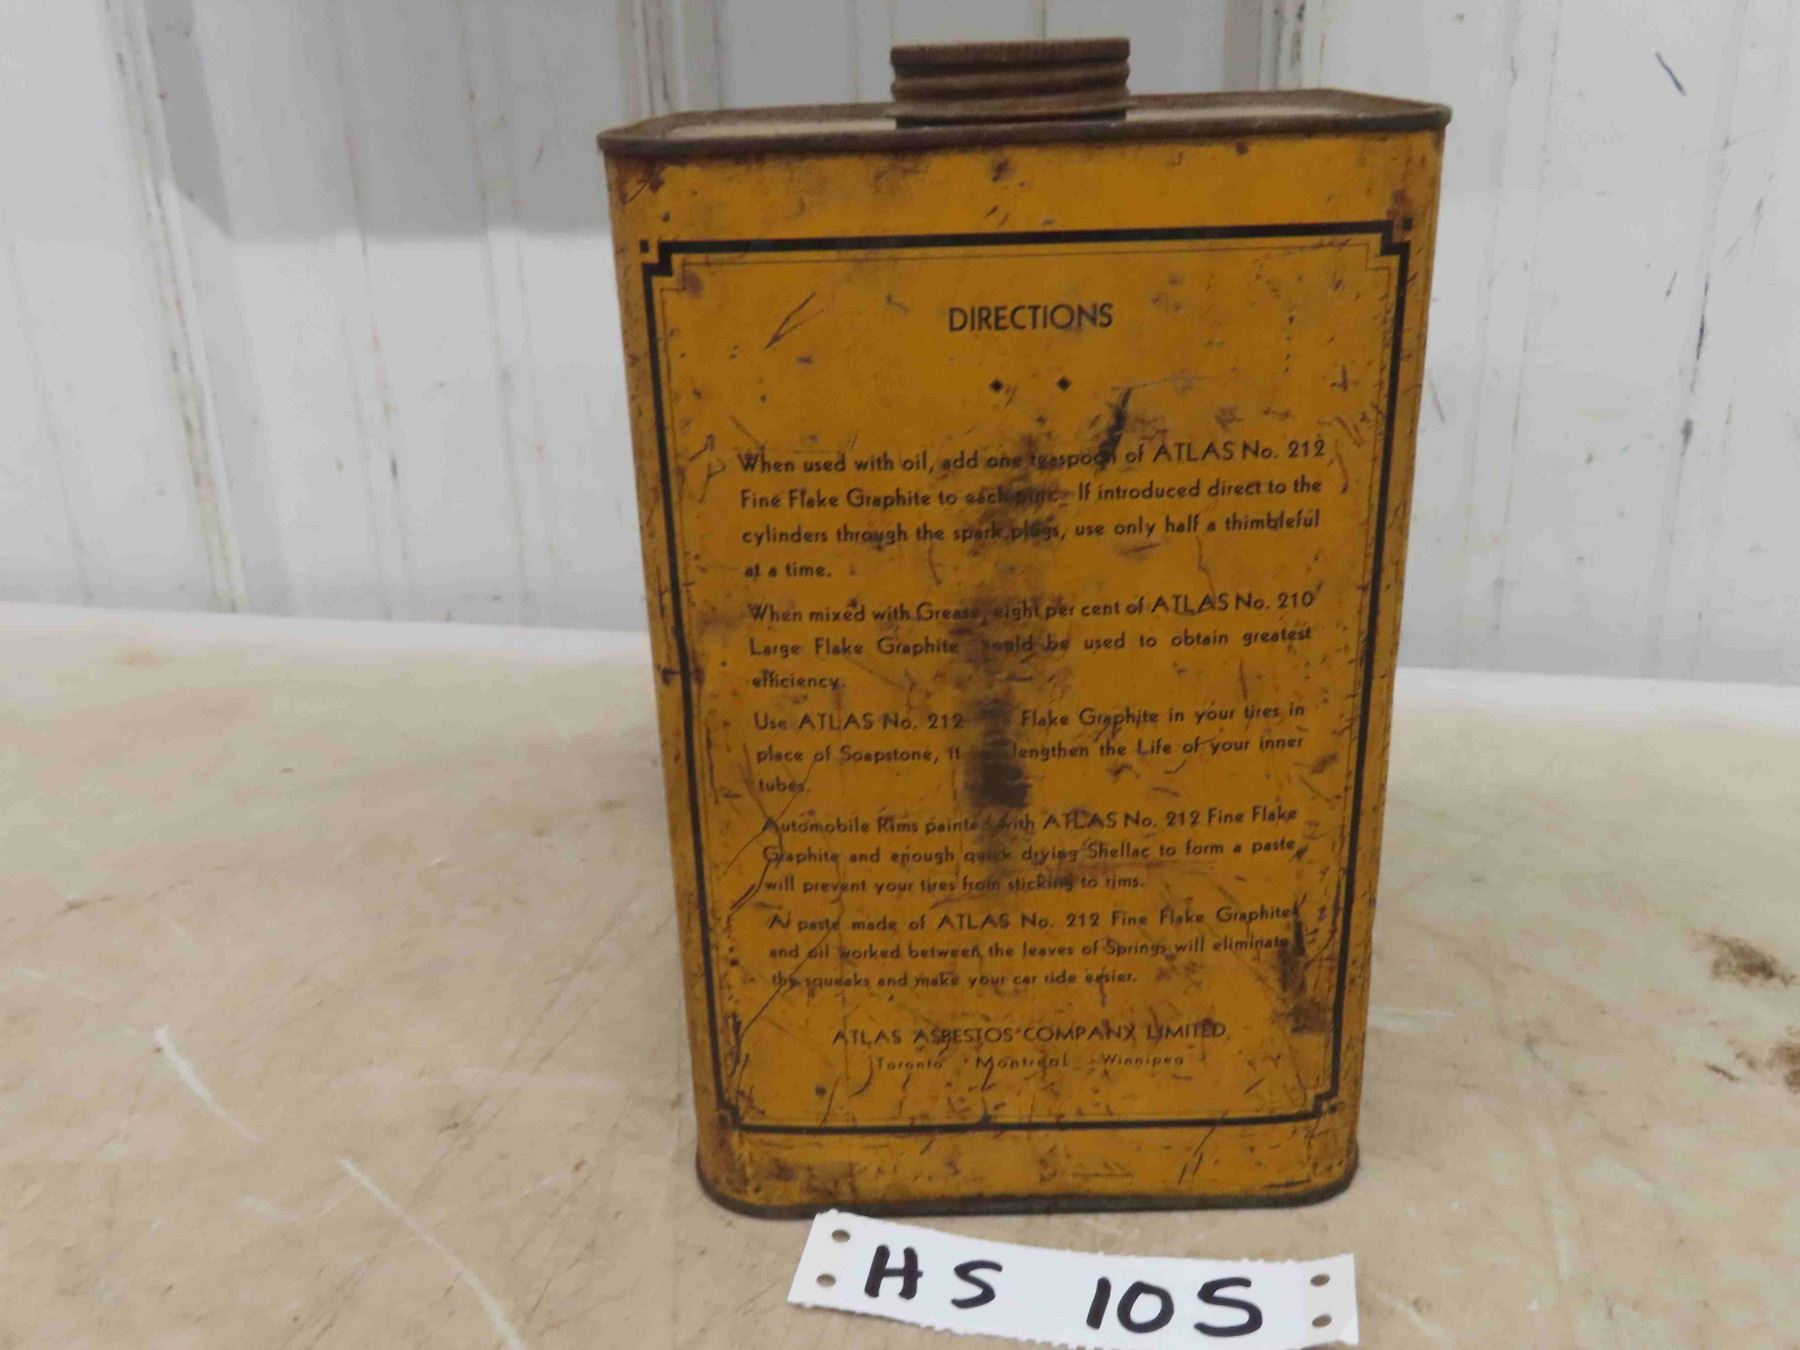 DIRECTIONS
When used with oil, add one teaspoon of ATLAS No. 212
Fine Flake Graphite to each pint. If introduced direct to the
cylinders through the spark plugs, use only half a thimbleful
at a time.
When mixed with Grease, eight per cent of ATLAS No. 210
Large Flake Graphite should be used to obtain greatest
efficiency.
Use ATLAS No. 212 Flake Graphite in your tires in
place of Soapstone, it lengthen the Life of your inner
tubes.
Automobile Rims painted with ATLAS No. 212 Fine Flake
Graphite and enough quick drying Shellac to form a paste,
will prevent your tires from sticking to rims.
A paste made of ATLAS No. 212 Fine Flake Graphite
and oil worked between the leaves of Springs will eliminate
the squeaks and make your car ride easier.
ATLAS ASBESTOS COMPANY LIMITED
Toronto Montreal Winnipeg
HS 105